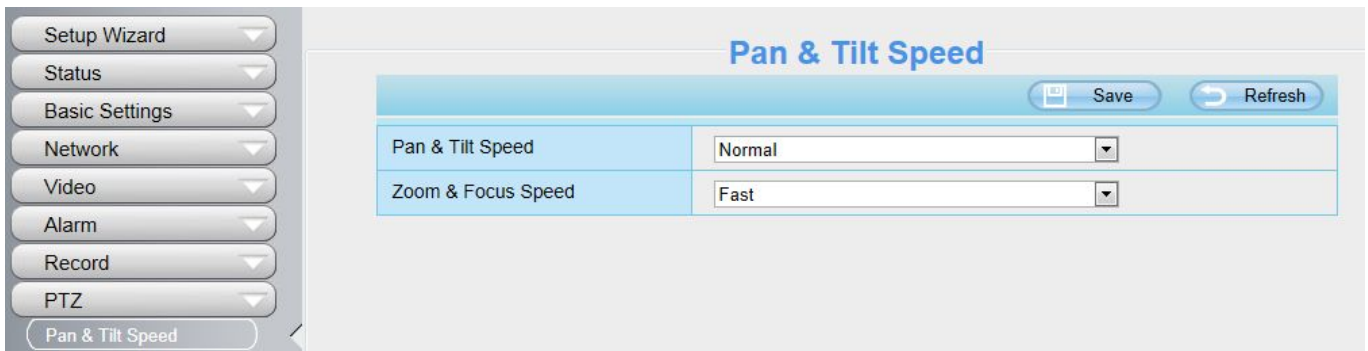 Setup Wizard
Status
Basic Settings
Network
Video
Alarm
Record
PTZ
Pan & Tilt Speed
Pan & Tilt Speed
Save Refresh
Pan & Tilt Speed Normal
Zoom & Focus Speed Fast